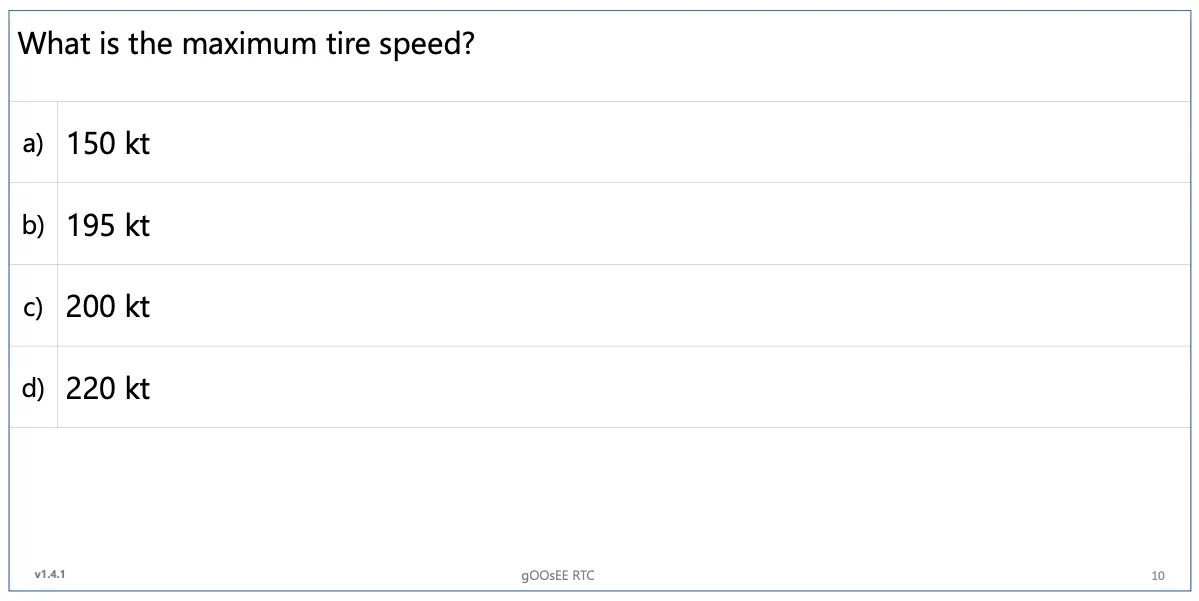 What is the maximum tire speed?
a) 150 kt
b) 195 kt
c) 200 kt
d) 220 kt
v1.4.1 gOOsEE RTC 10